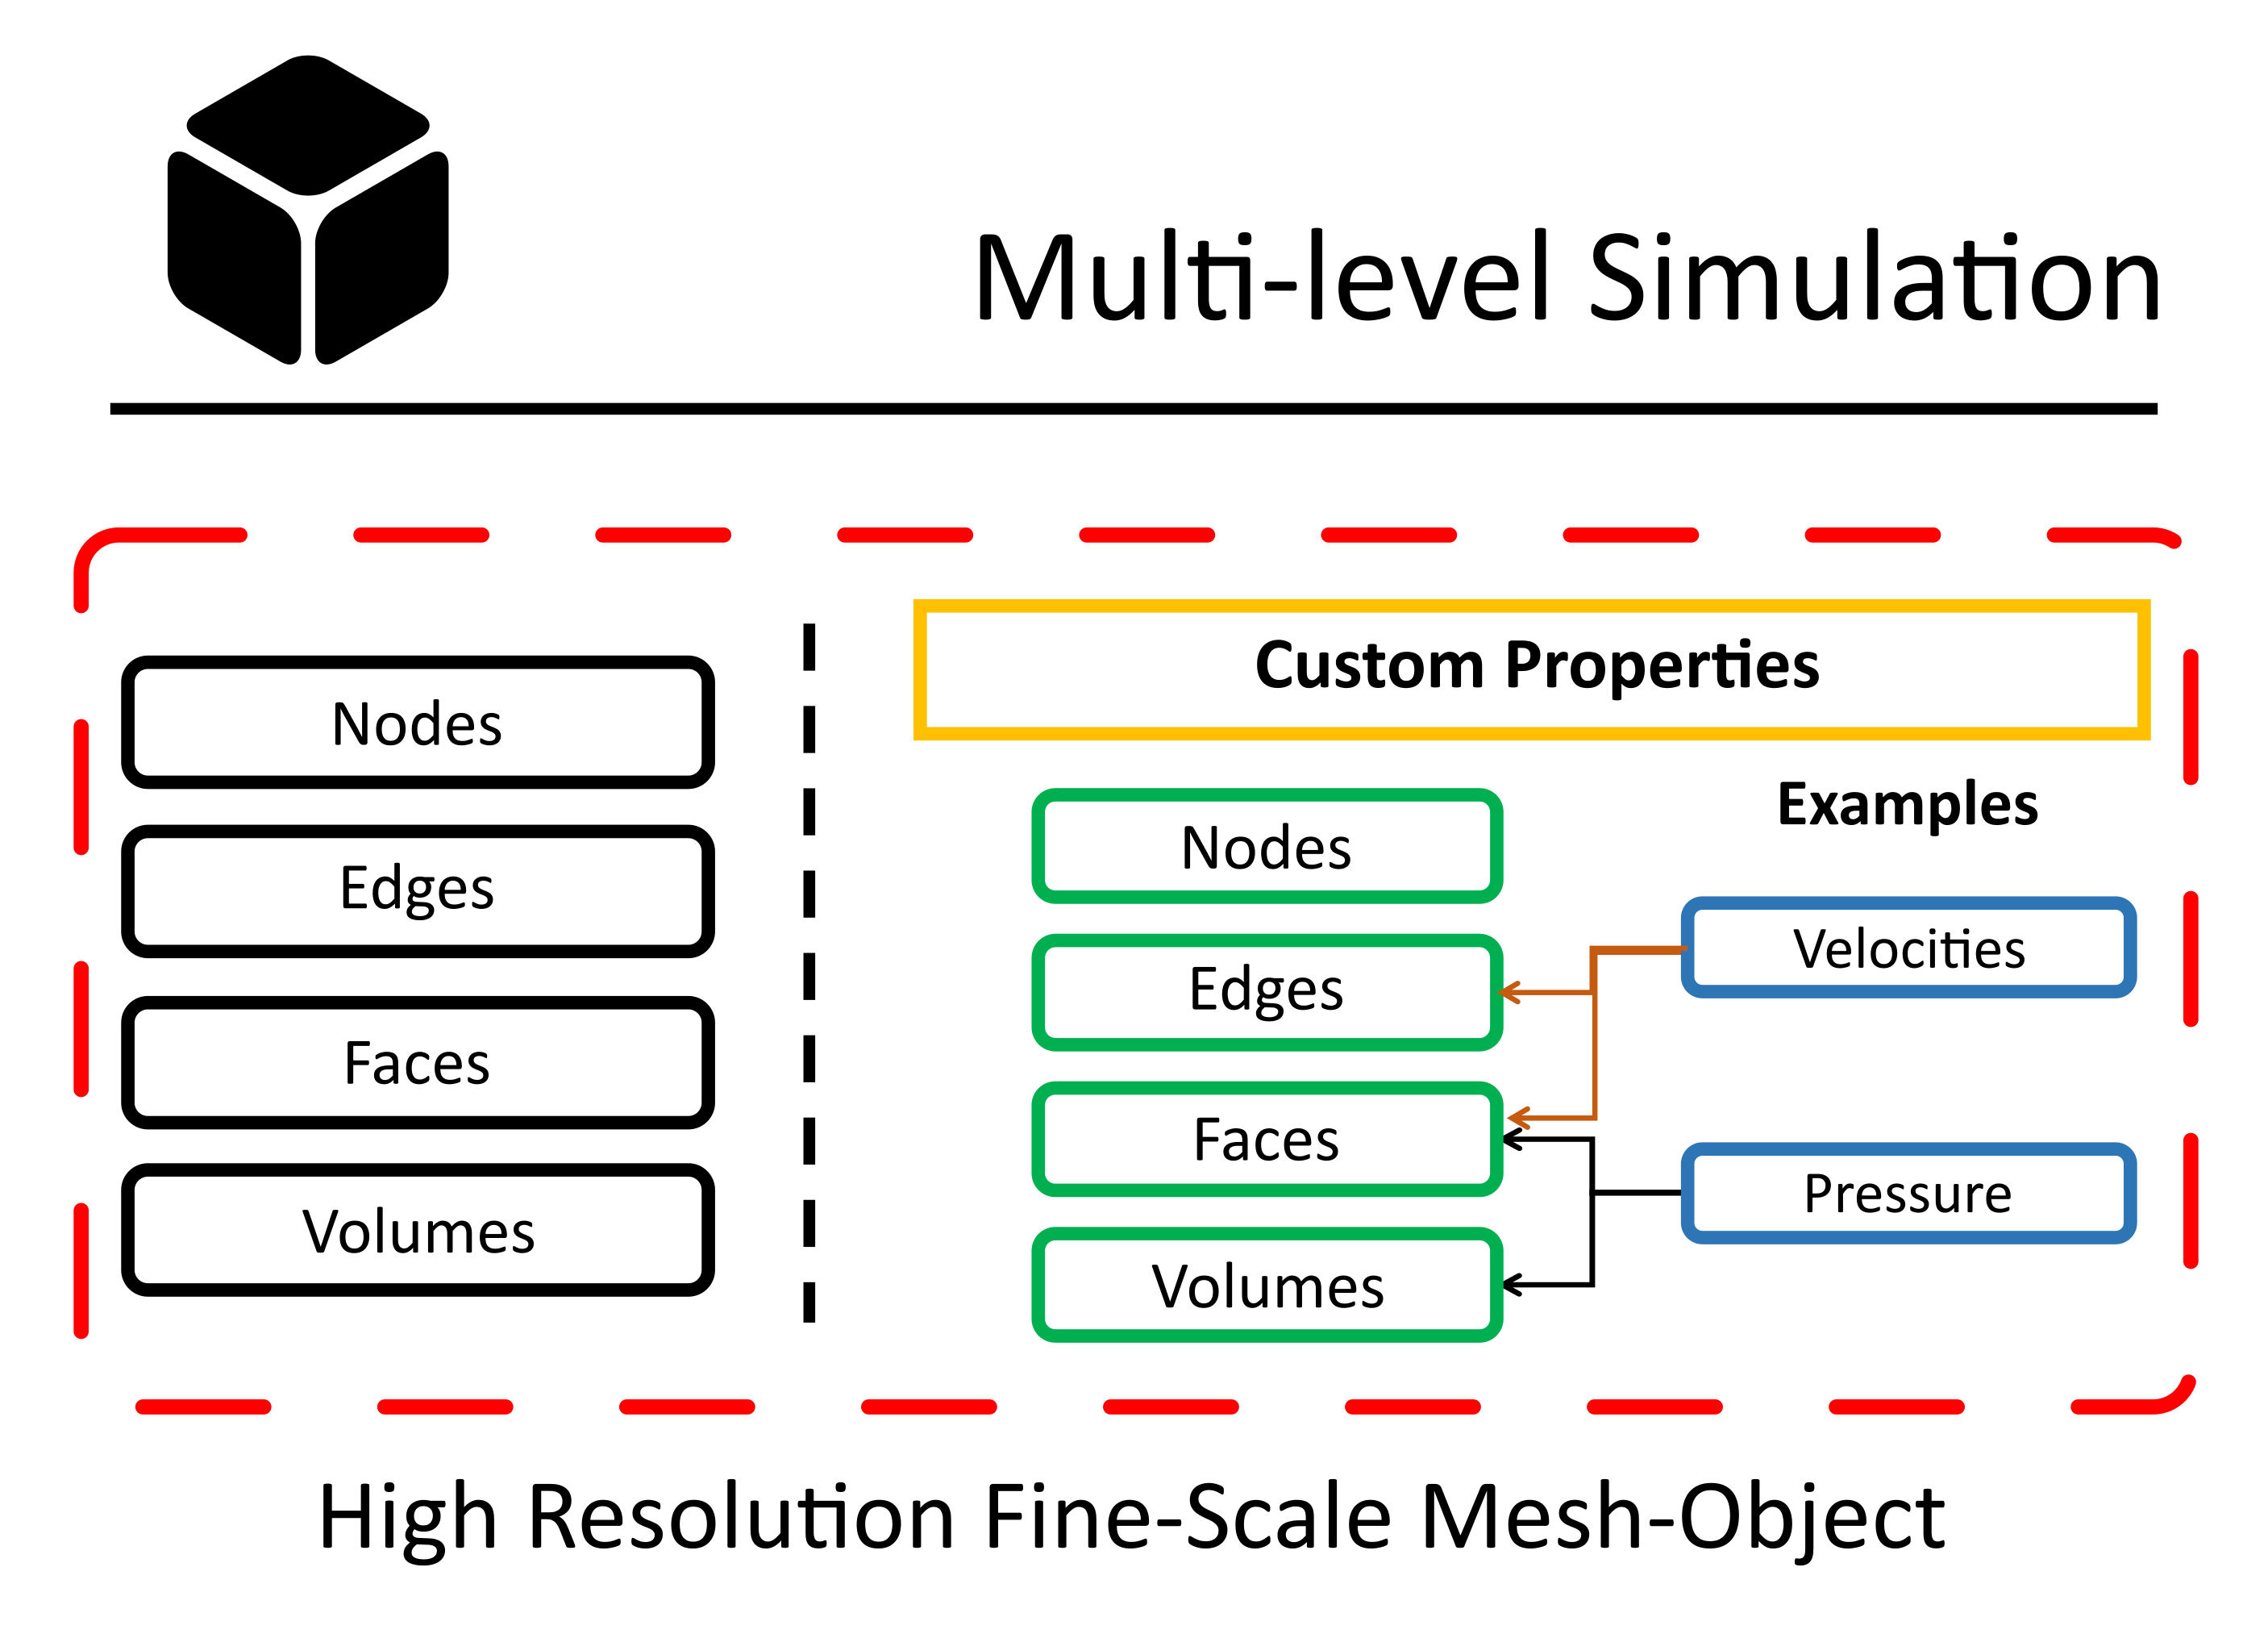 Multi-level Simulation
Nodes
Edges
Faces
Volumes
Custom Properties
Examples
Nodes
Edges
Faces
Volumes
Velocities
Pressure
High Resolution Fine-Scale Mesh-Object